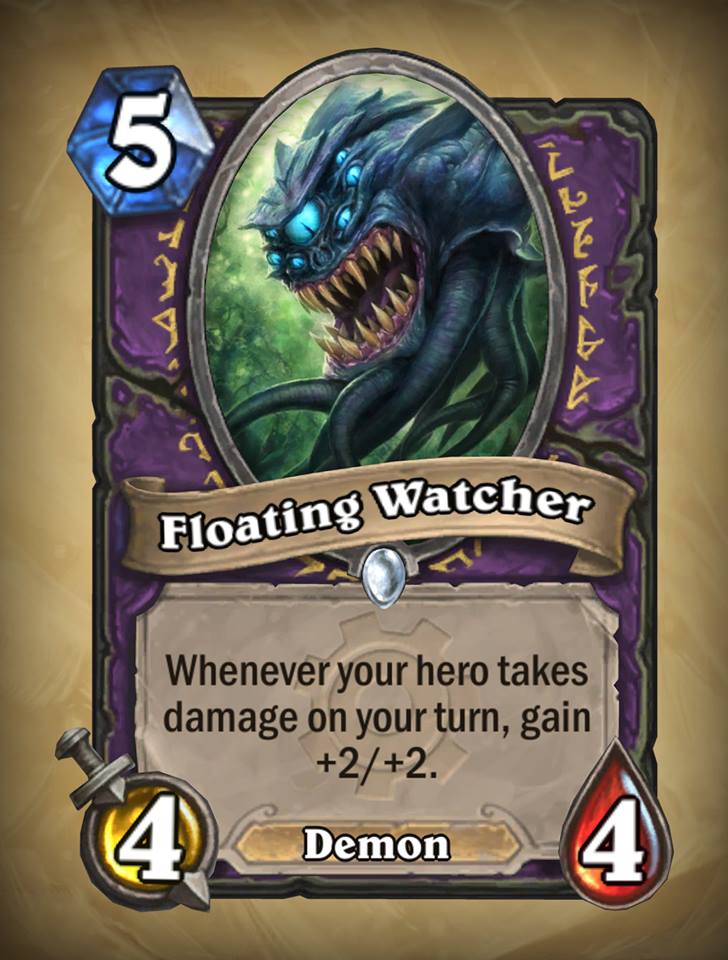 5
Floating Watcher
Whenever your hero takes
damage on your turn, gain
+2/+2.
4
Demon
4